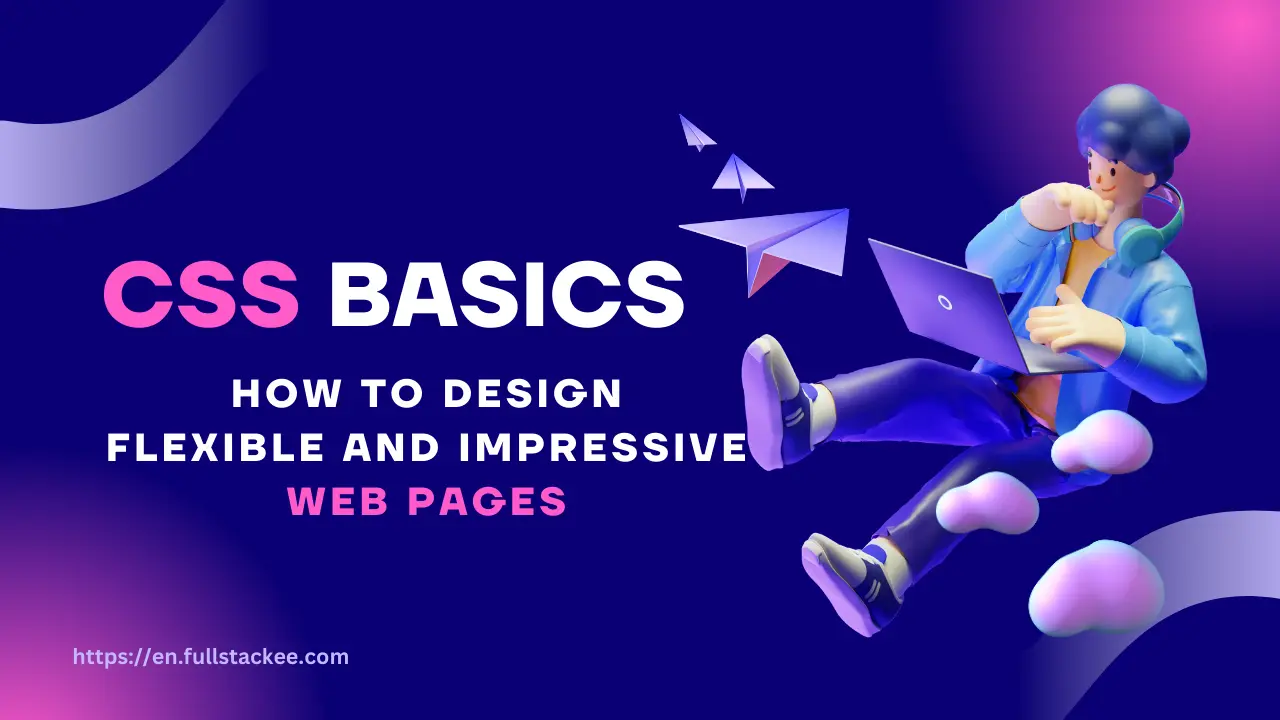 CSS BASICS
HOW TO DESIGN
FLEXIBLE AND IMPRESSIVE
WEB PAGES
https://en.fullstackee.com